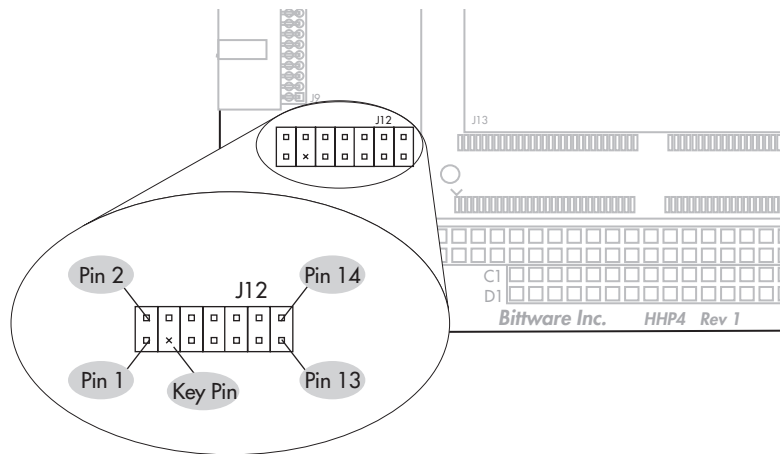 J9
J12
J13
Pin 2
J12
Pin 14
Pin 1
Key Pin
Pin 13
C1
D1
Bittware Inc. HHP4 Rev 1